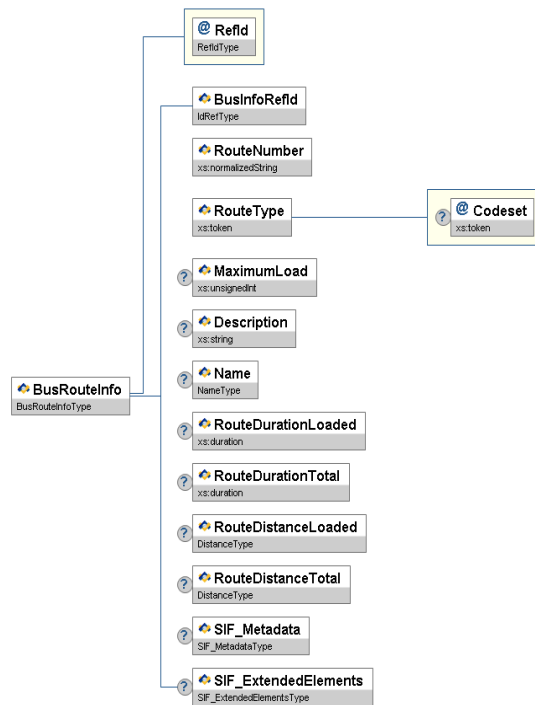 @ RefId
RefIdType
BusInfoRefId
IdRefType
RouteNumber
xs:normalizedString
RouteType
xs:token
? @ Codeset
xs:token
? MaximumLoad
xs:unsignedInt
? Description
xs:string
BusRouteInfo
BusRouteInfoType
? Name
NameType
? RouteDurationLoaded
xs:duration
? RouteDurationTotal
xs:duration
? RouteDistanceLoaded
DistanceType
? RouteDistanceTotal
DistanceType
? SIF_Metadata
SIF_MetadataType
? SIF_ExtendedElements
SIF_ExtendedElementsType